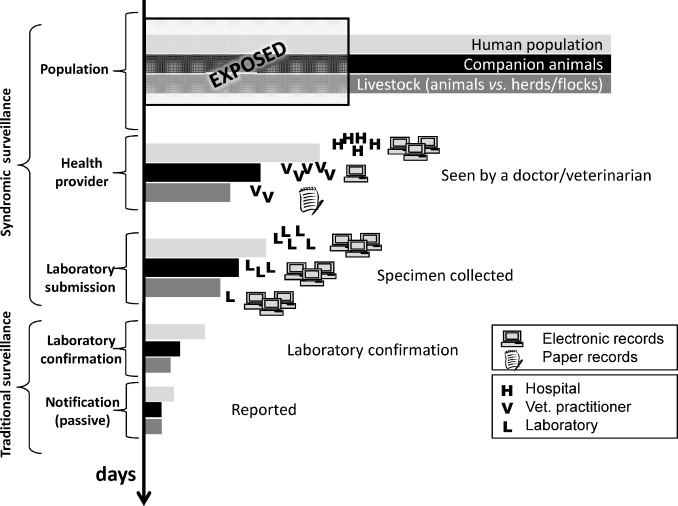 Syndromic surveillance
Traditional surveillance
Population
EXPOSED
Human population
Companion animals
Livestock (animals vs. herds/flocks)
Health
provider
H H H H H
V V V V V
V V
Seen by a doctor/veterinarian
Laboratory
submission
L L L L L L
L L L
L
Specimen collected
Laboratory
confirmation
Laboratory confirmation
Notification
(passive)
Reported
days
Electronic records
Paper records
H Hospital
V Vet. practitioner
L Laboratory